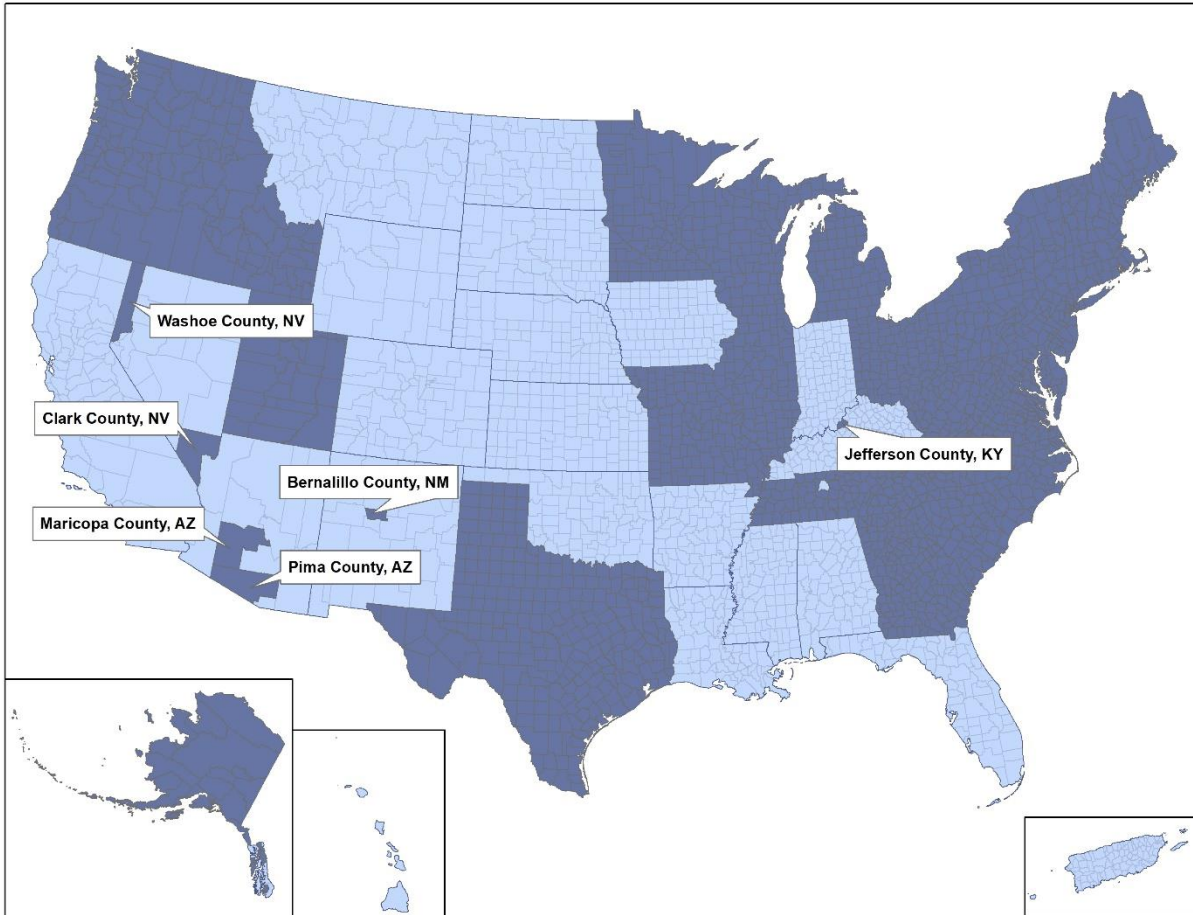 Washoe County, NV
Clark County, NV
Jefferson County, KY
Bernalillo County, NM
Maricopa County, AZ
Pima County, AZ